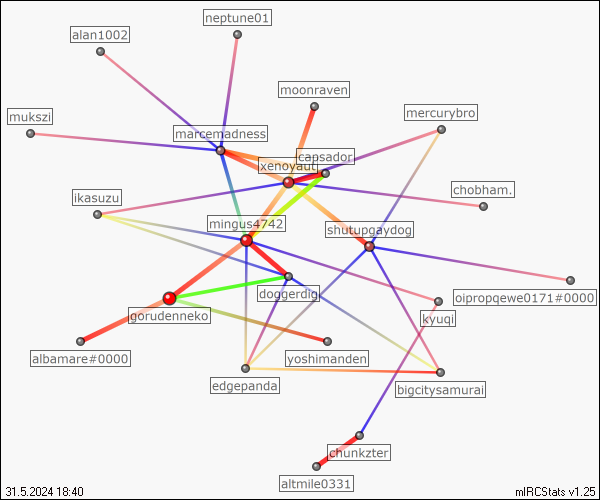 neptune01
alan1002
moonraven
mercurybro
mukszi
marcemadness
capsador
xenoyaut
ikasuzu
chobham.
mingus4742
shutupgaydog
doggerdigi
oipropqewe0171#0000
gorudenneko
kyuqi
albamare#0000
yoshimanden
edgepanda
bigcitysamurai
chunkzter
altmile0331
31.5.2024 18:40
mIRCStats v1.25